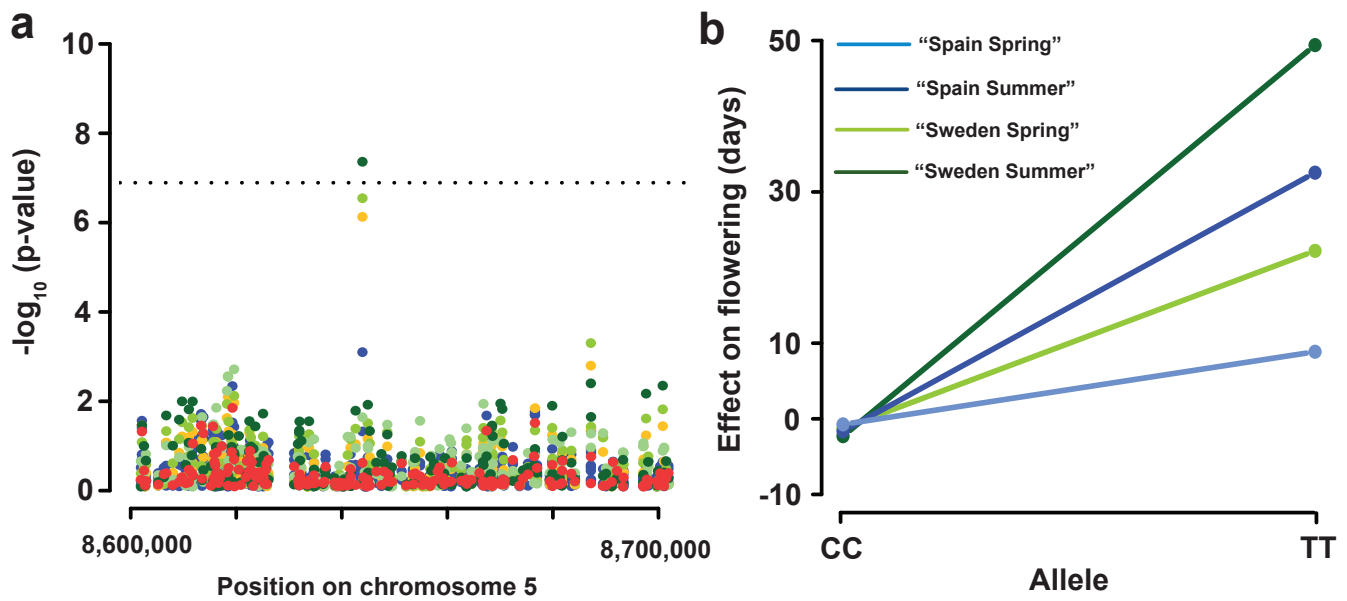 a
10
8
6
4
2
0
-log10 (p-value)
8,600,000
8,700,000
Position on chromosome 5
b
50
30
10
0
-10
Effect on flowering (days)
“Spain Spring”
“Spain Summer”
“Sweden Spring”
“Sweden Summer”
CC
TT
Allele